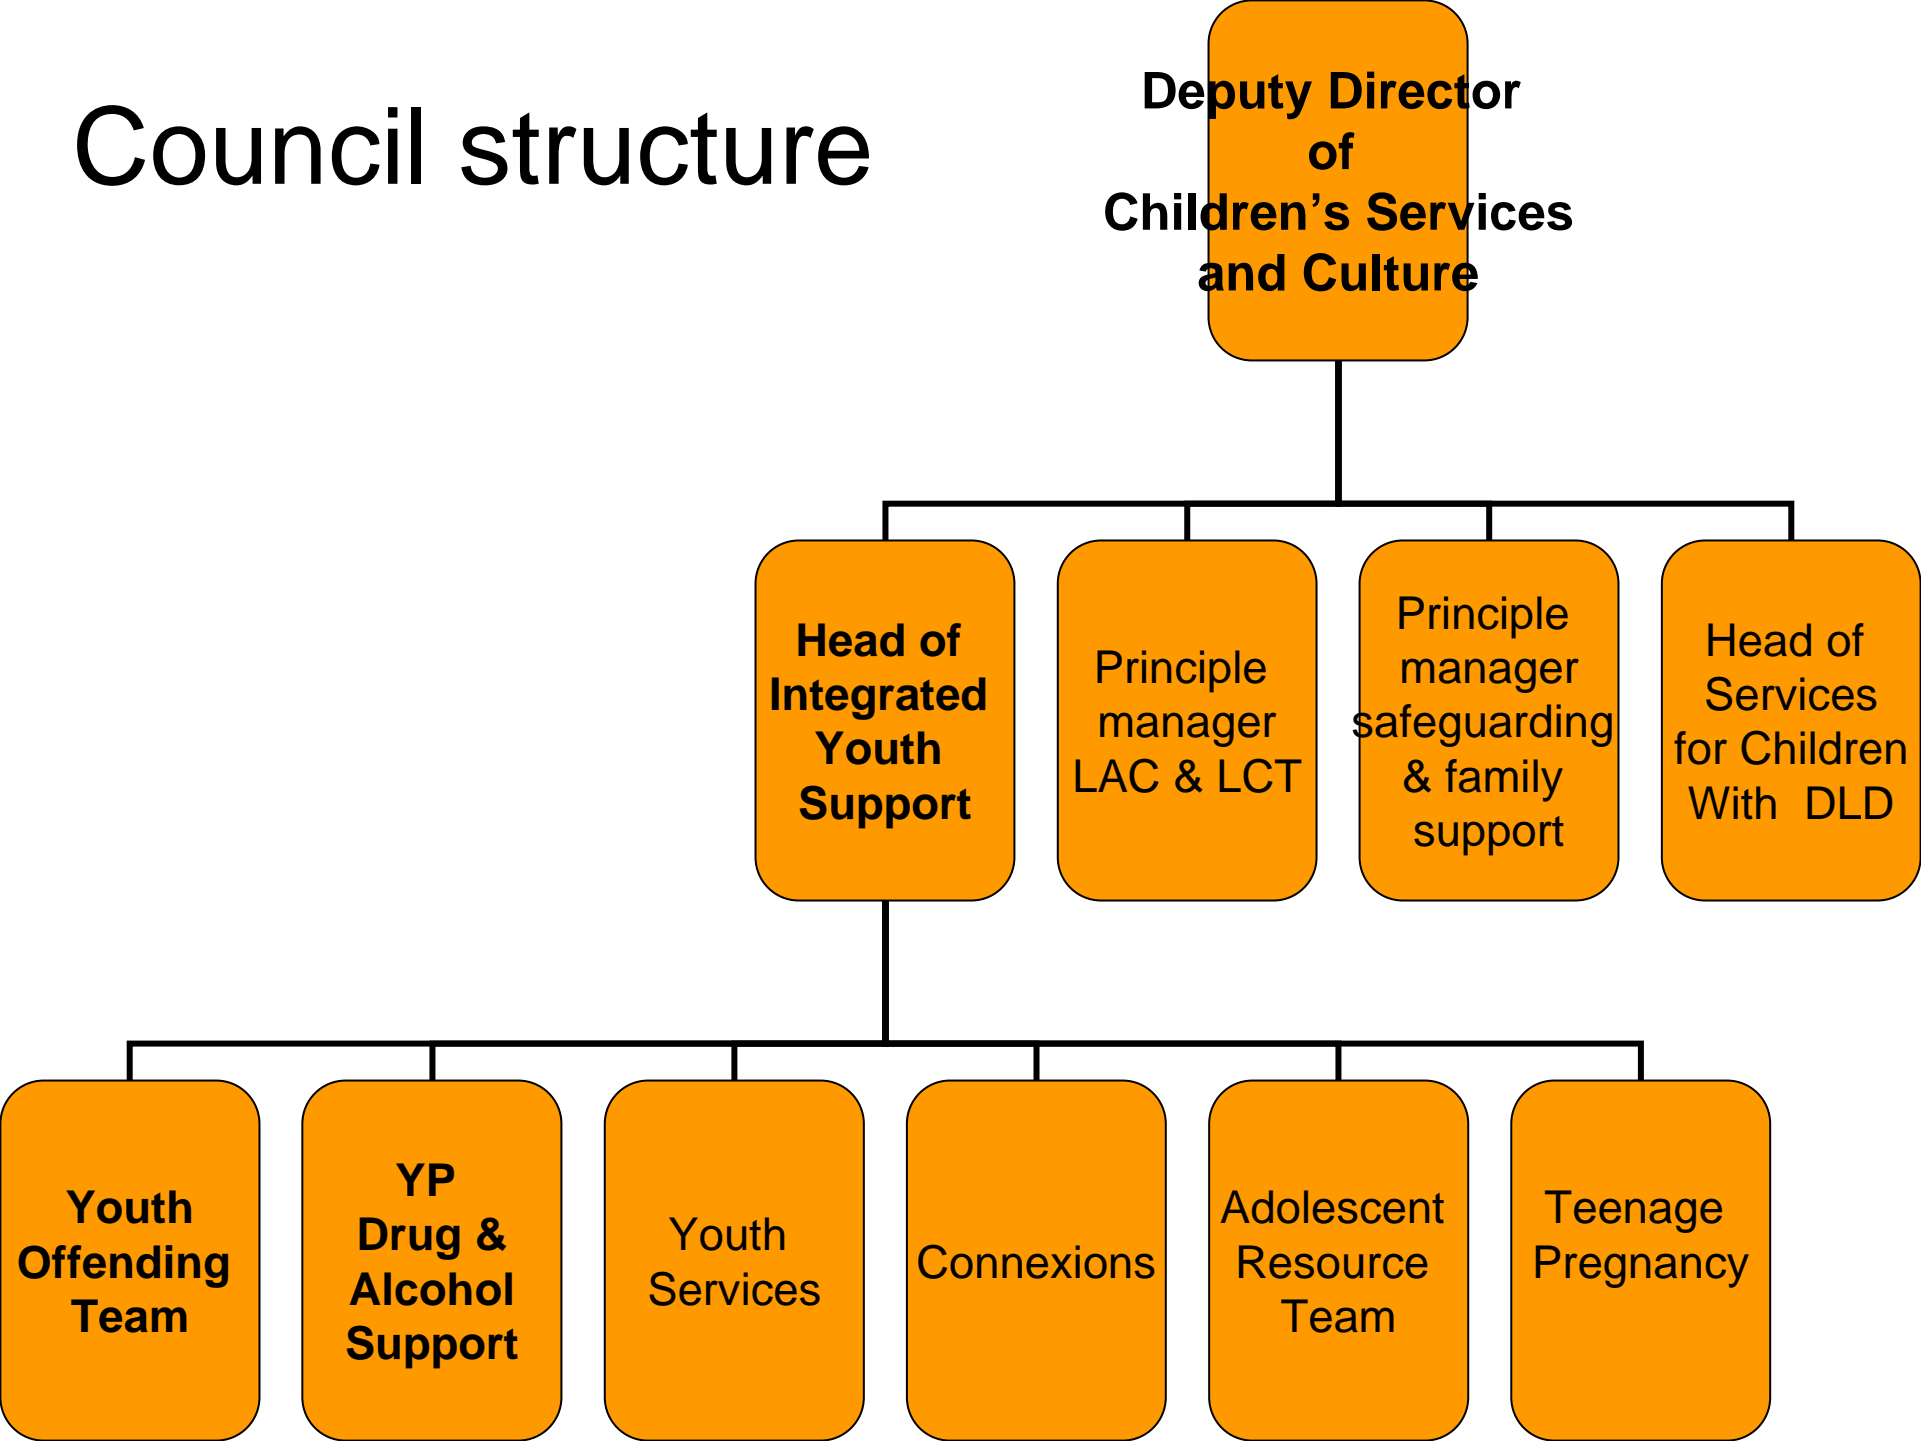 Council structure
Deputy Director
of
Children’s Services
and Culture
Head of
Integrated
Youth
Support
Principle
manager
LAC & LCT
Principle
manager
safeguarding
& family
support
Head of
Services
for Children
With DLD
Youth
Offending
Team
YP
Drug &
Alcohol
Support
Youth
Services
Connexions
Adolescent
Resource
Team
Teenage
Pregnancy